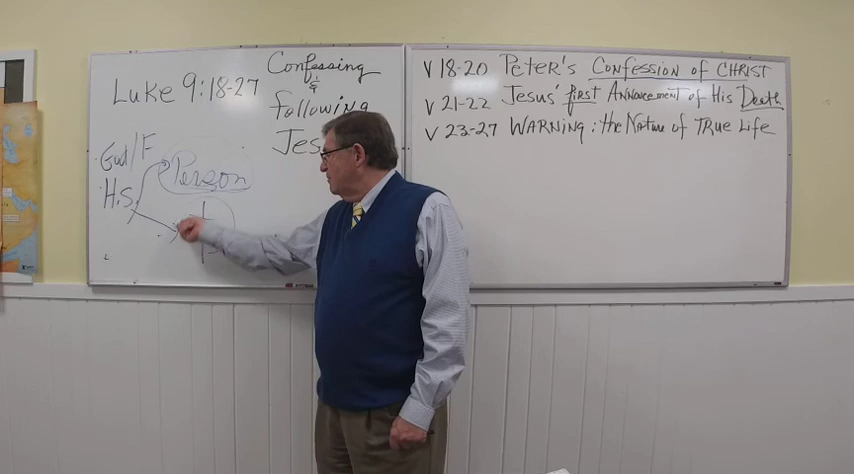 Luke 9:18-27
Confessing
&
following
Jes
God/F
H.S.
Person
V 18-20 Peter's Confession of CHRIST
V 21-22 Jesus' first Announcement of His Death
V 23-27 WARNING: the Nature of TRUE Life